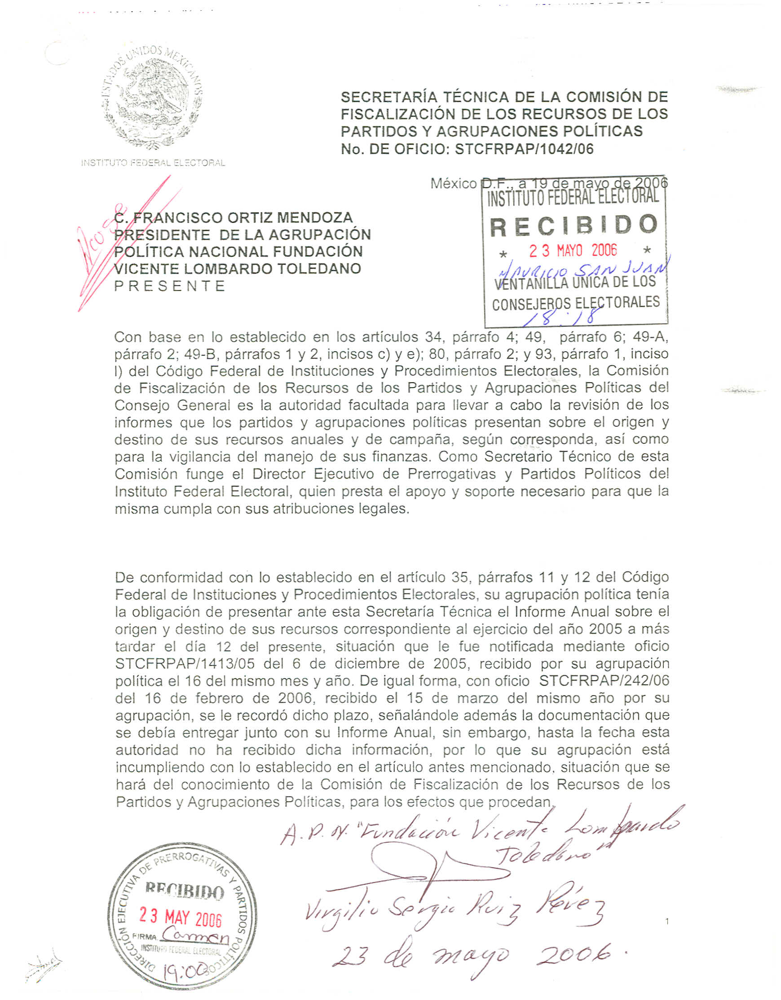 ESTADOS UNIDOS MEXICANOS
INSTITUTO FEDERAL ELECTORAL
SECRETARÍA TÉCNICA DE LA COMISIÓN DE
FISCALIZACIÓN DE LOS RECURSOS DE LOS
PARTIDOS Y AGRUPACIONES POLÍTICAS
No. DE OFICIO: STCFRPAP/1042/06
México D.F., a 19 de mayo de 2006
INSTITUTO FEDERAL ELECTORAL
RECIBIDO
* 23 MAYO 2006 *
MAURICIO SAN JUAN
VENTANILLA UNICA DE LOS
CONSEJEROS ELECTORALES
18:18
Acuse
C. FRANCISCO ORTIZ MENDOZA
PRESIDENTE DE LA AGRUPACIÓN
POLÍTICA NACIONAL FUNDACIÓN
VICENTE LOMBARDO TOLEDANO
P R E S E N T E
Con base en lo establecido en los artículos 34, párrafo 4; 49, párrafo 6; 49-A,
párrafo 2; 49-B, párrafos 1 y 2, incisos c) y e); 80, párrafo 2; y 93, párrafo 1, inciso
l) del Código Federal de Instituciones y Procedimientos Electorales, la Comisión
de Fiscalización de los Recursos de los Partidos y Agrupaciones Políticas del
Consejo General es la autoridad facultada para llevar a cabo la revisión de los
informes que los partidos y agrupaciones políticas presentan sobre el origen y
destino de sus recursos anuales y de campaña, según corresponda, así como
para la vigilancia del manejo de sus finanzas. Como Secretario Técnico de esta
Comisión funge el Director Ejecutivo de Prerrogativas y Partidos Políticos del
Instituto Federal Electoral, quien presta el apoyo y soporte necesario para que la
misma cumpla con sus atribuciones legales.
De conformidad con lo establecido en el artículo 35, párrafos 11 y 12 del Código
Federal de Instituciones y Procedimientos Electorales, su agrupación política tenía
la obligación de presentar ante esta Secretaría Técnica el Informe Anual sobre el
origen y destino de sus recursos correspondiente al ejercicio del año 2005 a más
tardar el día 12 del presente, situación que le fue notificada mediante oficio
STCFRPAP/1413/05 del 6 de diciembre de 2005, recibido por su agrupación
política el 16 del mismo mes y año. De igual forma, con oficio STCFRPAP/242/06
del 16 de febrero de 2006, recibido el 15 de marzo del mismo año por su
agrupación, se le recordó dicho plazo, señalándole además la documentación que
se debía entregar junto con su Informe Anual, sin embargo, hasta la fecha esta
autoridad no ha recibido dicha información, por lo que su agrupación está
incumpliendo con lo establecido en el artículo antes mencionado, situación que se
hará del conocimiento de la Comisión de Fiscalización de los Recursos de los
Partidos y Agrupaciones Políticas, para los efectos que procedan.
A.P.N. "Fundación Vicente Lombardo
Toledano"
Virgilio Sergio Ruiz Pérez
23 de mayo 2006.
DIRECCIÓN EJECUTIVA DE PRERROGATIVAS Y PARTIDOS POLÍTICOS
RECIBIDO
23 MAY 2006
FIRMA Carmen
INSTITUTO FEDERAL ELECTORAL
19:00
1